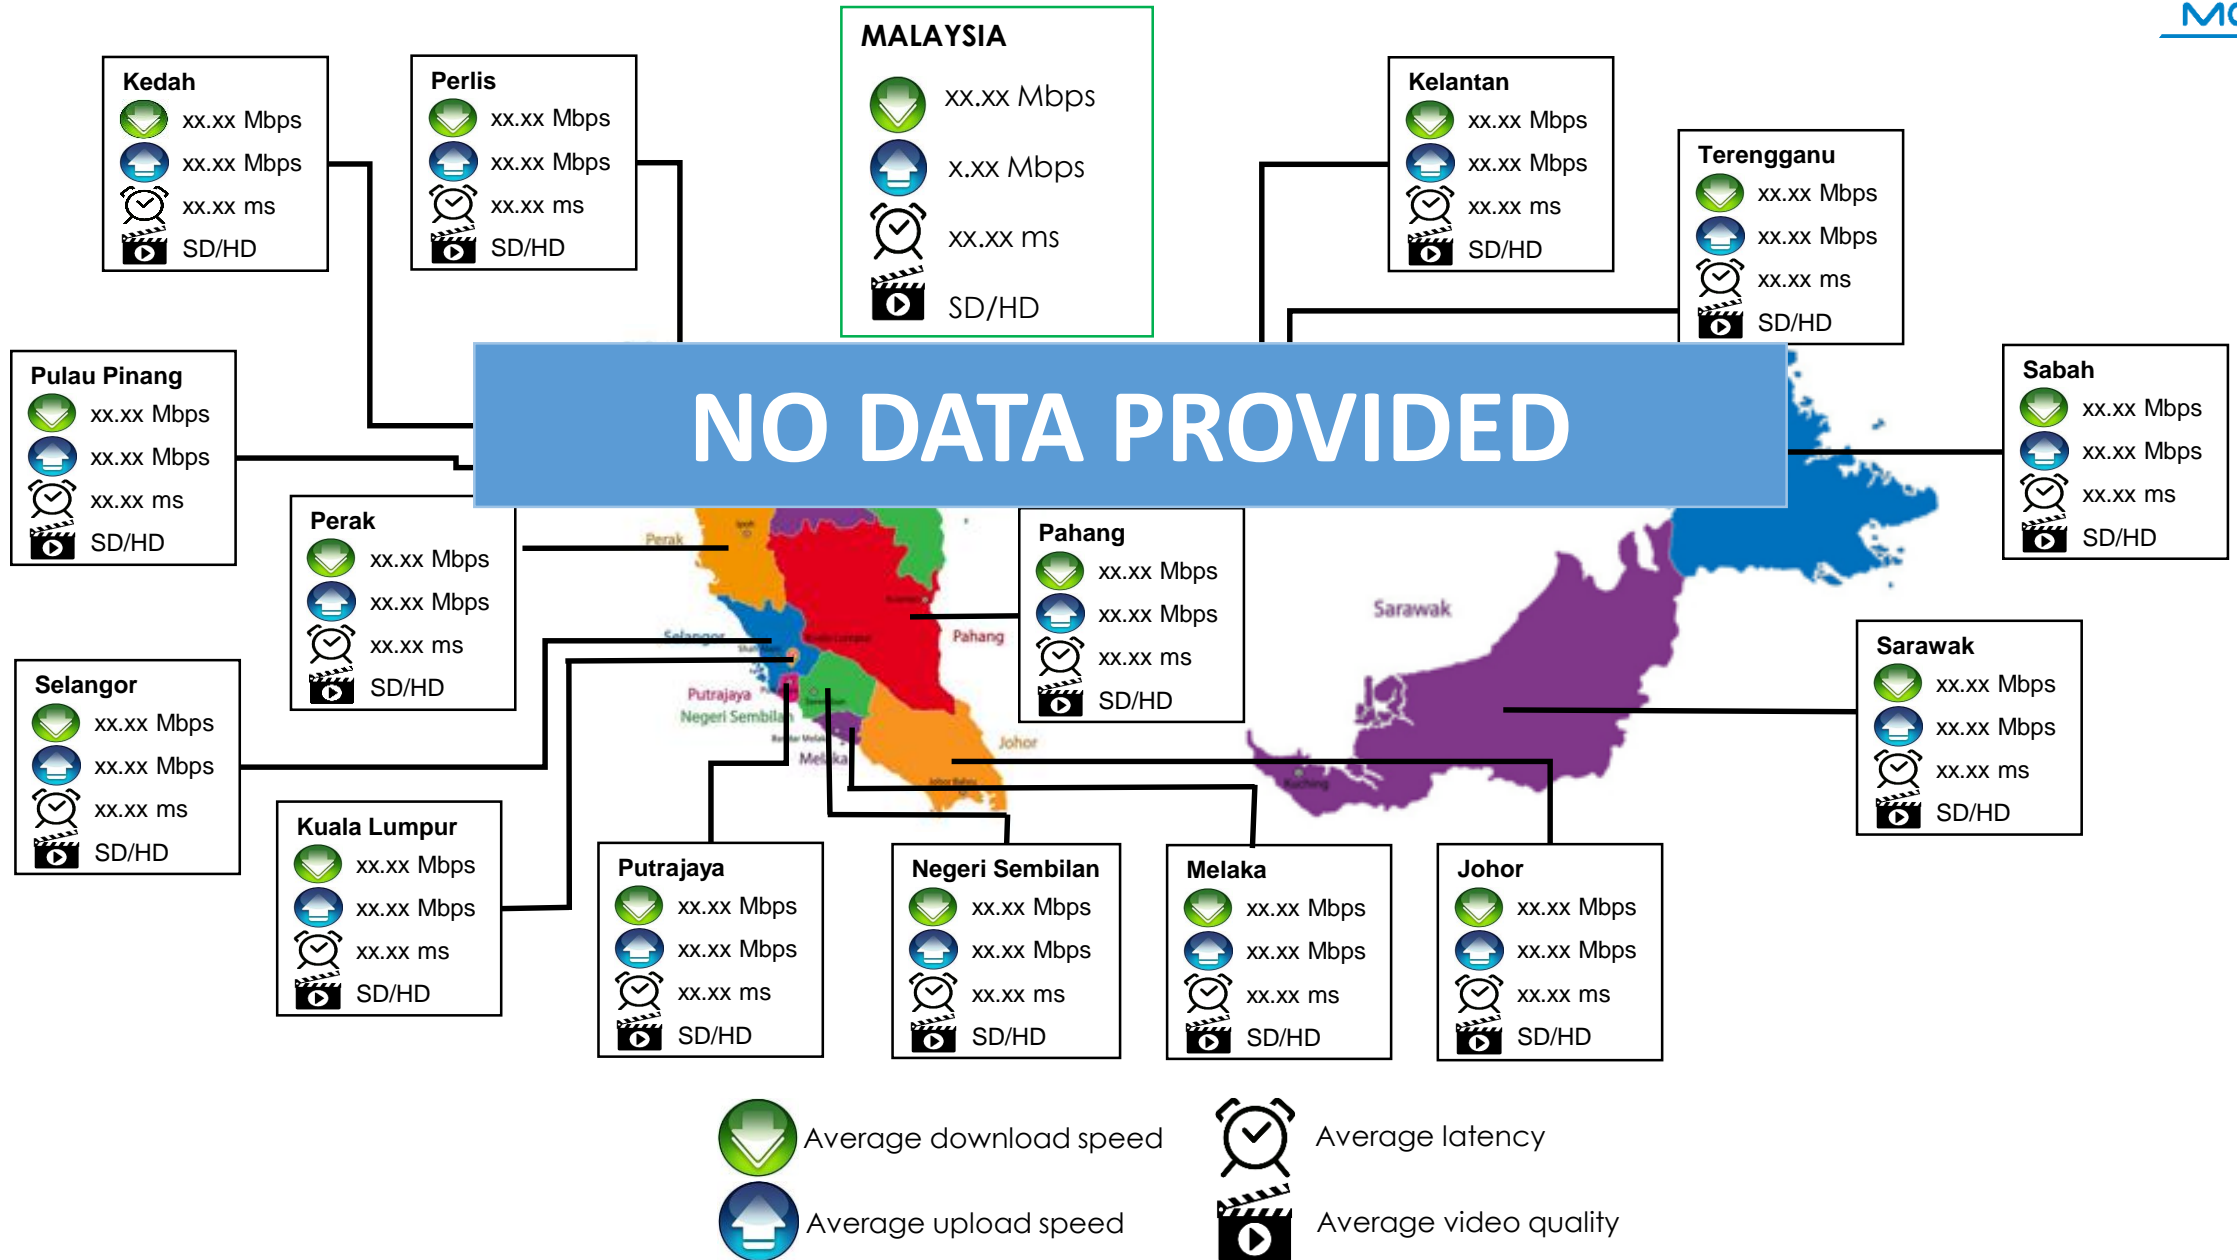 MALAYSIA
xx.xx Mbps
x.xx Mbps
xx.xx ms
SD/HD
Kedah
xx.xx Mbps
xx.xx Mbps
xx.xx ms
SD/HD
Perlis
xx.xx Mbps
xx.xx Mbps
xx.xx ms
SD/HD
Kelantan
xx.xx Mbps
xx.xx Mbps
xx.xx ms
SD/HD
Terengganu
xx.xx Mbps
xx.xx Mbps
xx.xx ms
SD/HD
NO DATA PROVIDED
Pulau Pinang
xx.xx Mbps
xx.xx Mbps
xx.xx ms
SD/HD
Sabah
xx.xx Mbps
xx.xx Mbps
xx.xx ms
SD/HD
Perak
xx.xx Mbps
xx.xx Mbps
xx.xx ms
SD/HD
Pahang
xx.xx Mbps
xx.xx Mbps
xx.xx ms
SD/HD
Perak
Ipoh
Selangor
Pahang
Putrajaya
Negeri Sembilan
Melaka
Johor
Johor Bahru
Sarawak
Kuching
Selangor
xx.xx Mbps
xx.xx Mbps
xx.xx ms
SD/HD
Sarawak
xx.xx Mbps
xx.xx Mbps
xx.xx ms
SD/HD
Kuala Lumpur
xx.xx Mbps
xx.xx Mbps
xx.xx ms
SD/HD
Putrajaya
xx.xx Mbps
xx.xx Mbps
xx.xx ms
SD/HD
Negeri Sembilan
xx.xx Mbps
xx.xx Mbps
xx.xx ms
SD/HD
Melaka
xx.xx Mbps
xx.xx Mbps
xx.xx ms
SD/HD
Johor
xx.xx Mbps
xx.xx Mbps
xx.xx ms
SD/HD
Average download speed
Average latency
Average upload speed
Average video quality